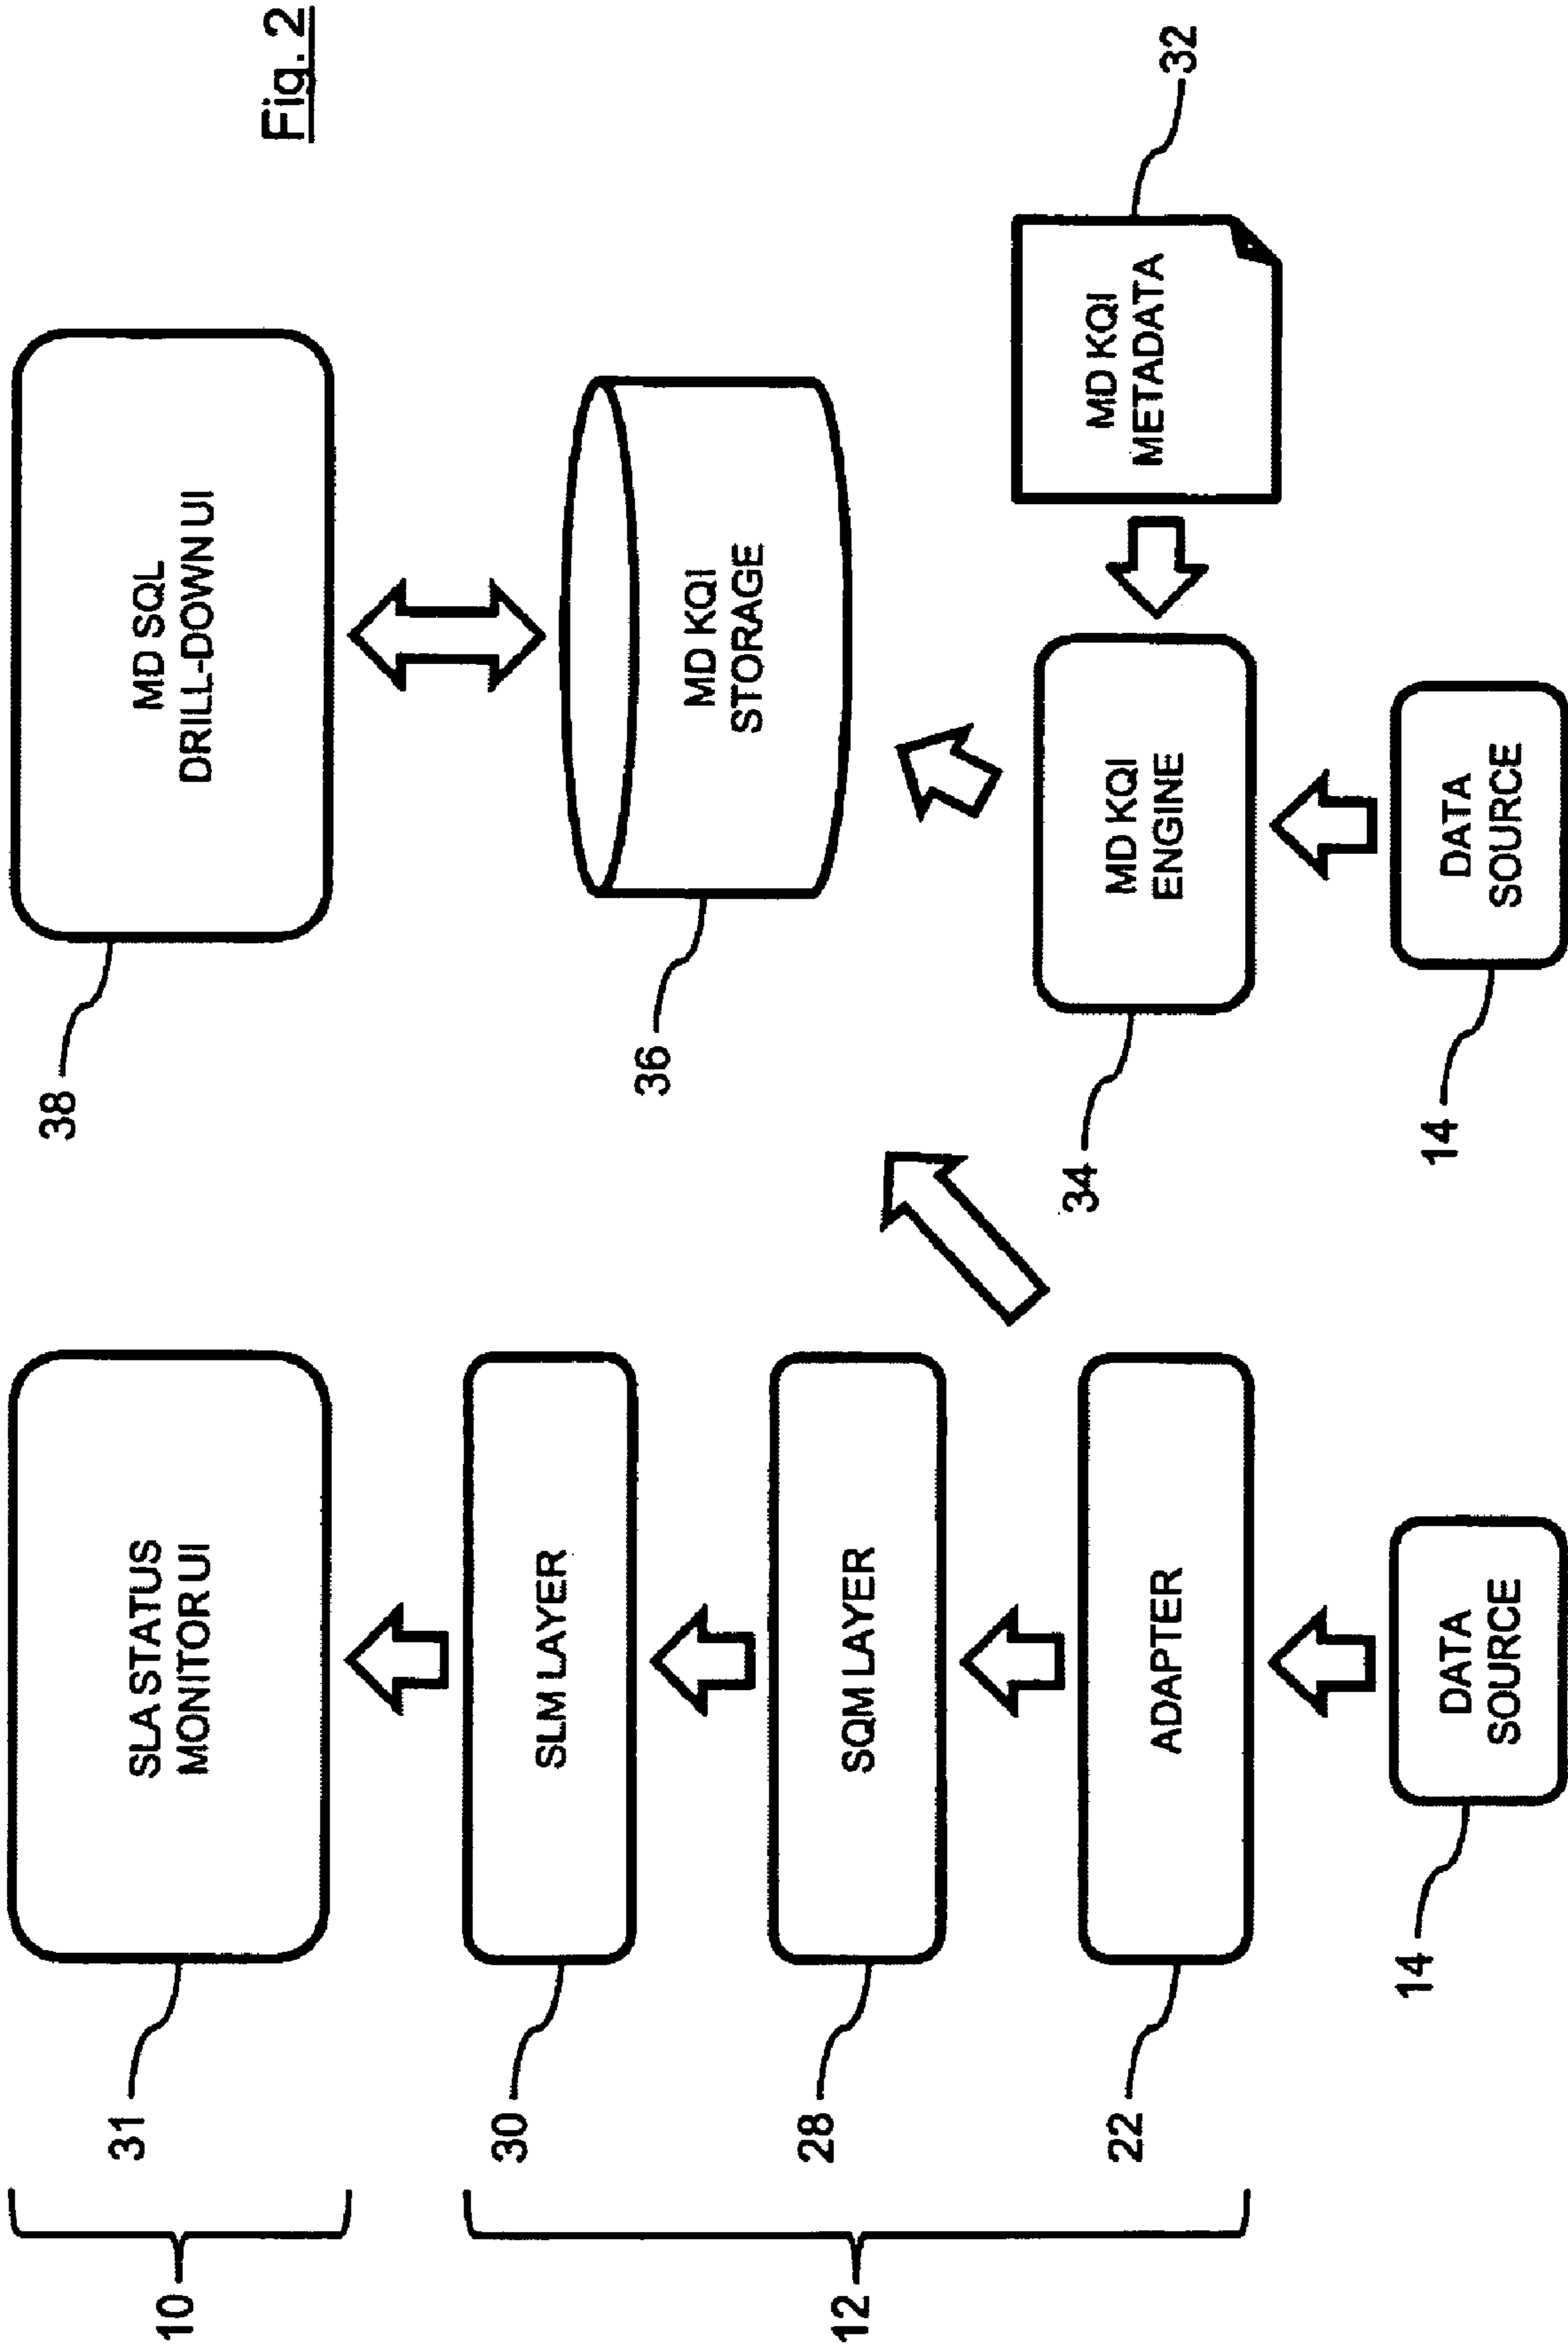 Fig. 2
10
31
SLA STATUS
MONITOR UI
38
MD SQL
DRILL-DOWN UI
12
30
SLM LAYER
28
SQM LAYER
36
MD KQI
STORAGE
22
ADAPTER
34
MD KQI
ENGINE
MD KQI
METADATA
32
14
DATA
SOURCE
14
DATA
SOURCE